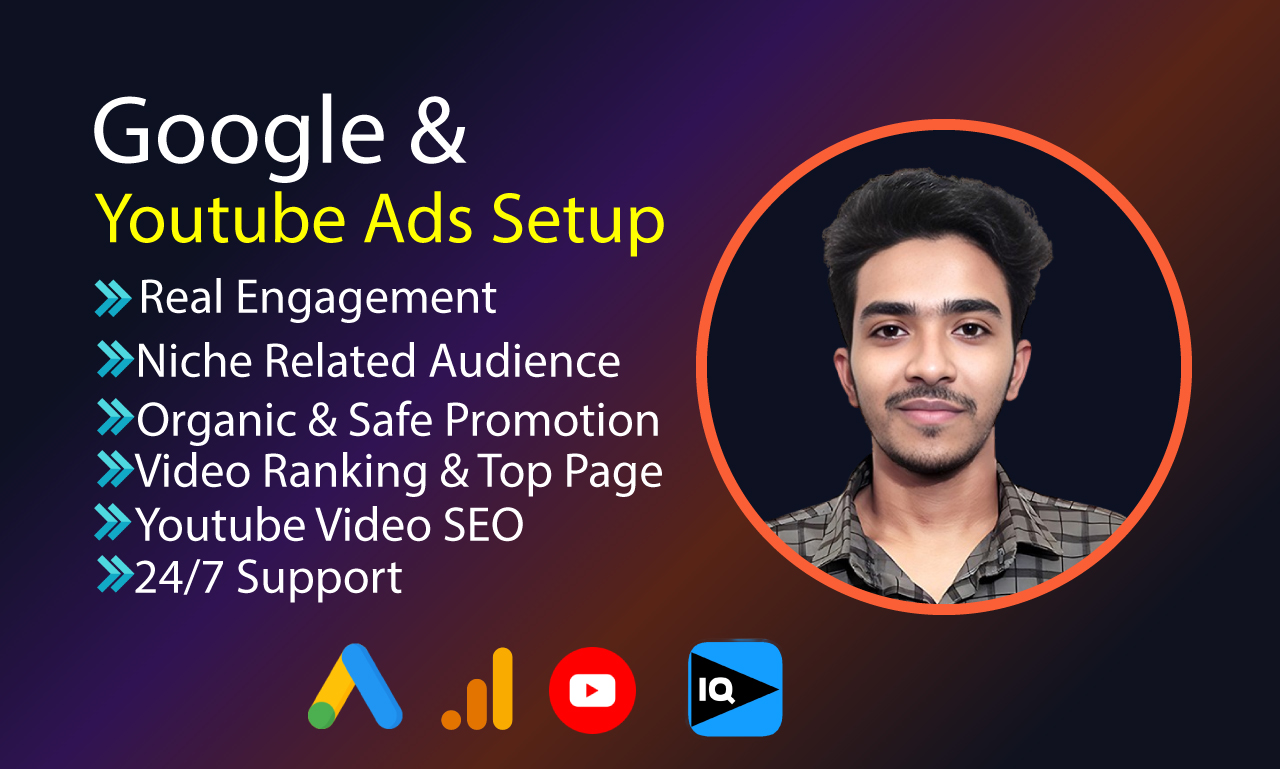 Google &
Youtube Ads Setup
Real Engagement
Niche Related Audience
Organic & Safe Promotion
Video Ranking & Top Page
Youtube Video SEO
24/7 Support
IQ